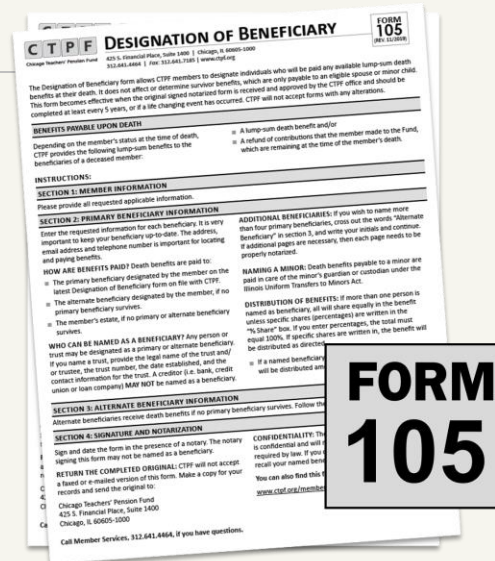 CTPF
Chicago Teachers' Pension Fund
DESIGNATION OF BENEFICIARY
425 S. Financial Place, Suite 1400 | Chicago, IL 60605-1000
312.641.4464 | Fax: 312.641.7185 | www.ctpf.org
FORM
105
(REV. 11/2019)
The Designation of Beneficiary form allows CTPF members to designate individuals who will be paid any available lump-sum death
benefits at their death. It does not affect or determine survivor benefits, which are only payable to an eligible spouse or minor child.
This form becomes effective when the original signed notarized form is received and approved by the CTPF office and should be
completed at least every 5 years, or if a life changing event has occurred. CTPF will not accept forms with any alterations.
BENEFITS PAYABLE UPON DEATH
Depending on the member's status at the time of death,
CTPF provides the following lump-sum benefits to the
beneficiaries of a deceased member:
■ A lump-sum death benefit and/or
■ A refund of contributions that the member made to the Fund,
which are remaining at the time of the member's death.
INSTRUCTIONS:
SECTION 1: MEMBER INFORMATION
Please provide all requested applicable information.
SECTION 2: PRIMARY BENEFICIARY INFORMATION
Enter the requested information for each beneficiary. It is very
important to keep your beneficiary up-to-date. The address,
email address and telephone number is important for locating
and paying benefits.
HOW ARE BENEFITS PAID? Death benefits are paid to:
■ The primary beneficiary designated by the member on the
latest Designation of Beneficiary form on file with CTPF.
■ The alternate beneficiary designated by the member, if no
primary beneficiary survives.
■ The member's estate, if no primary or alternate beneficiary
survives.
WHO CAN BE NAMED AS A BENEFICIARY? Any person or
trust may be designated as a primary or alternate beneficiary.
If you name a trust, provide the legal name of the trust and/
or trustee, the trust number, the date established, and the
contact information for the trust. A creditor (i.e. bank, credit
union or loan company) MAY NOT be named as a beneficiary.
ADDITIONAL BENEFICIARIES: If you wish to name more
than four primary beneficiaries, cross out the words "Alternate
Beneficiary" in section 3, and write your initials and continue.
If additional pages are necessary, then each page needs to be
properly notarized.
NAMING A MINOR: Death benefits payable to a minor are
paid in care of the minor's guardian or custodian under the
Illinois Uniform Transfers to Minors Act.
DISTRIBUTION OF BENEFITS: If more than one person is
named as beneficiary, all will share equally in the benefit
unless specific shares (percentages) are written in the
"% Share" box. If you enter percentages, the total must
equal 100%. If specific shares are written in, the benefit will
be distributed as directed
■ If a named beneficiary
will be distributed
SECTION 3: ALTERNATE BENEFICIARY INFORMATION
Alternate beneficiaries receive death benefits if no primary beneficiary survives. Follow the
SECTION 4: SIGNATURE AND NOTARIZATION
Sign and date the form in the presence of a notary. The notary
signing this form may not be named as a beneficiary.
RETURN THE COMPLETED ORIGINAL: CTPF will not accept
a faxed or e-mailed version of this form. Make a copy for your
records and send the original to:
Chicago Teachers' Pension Fund
425 S. Financial Place, Suite 1400
Chicago, IL 60605-1000
CONFIDENTIALITY:
is confidential and will
required by law. If you
recall your named
You can also find this
www.ctpf.org/
Call Member Services, 312.641.4464, if you have questions.
FORM
105